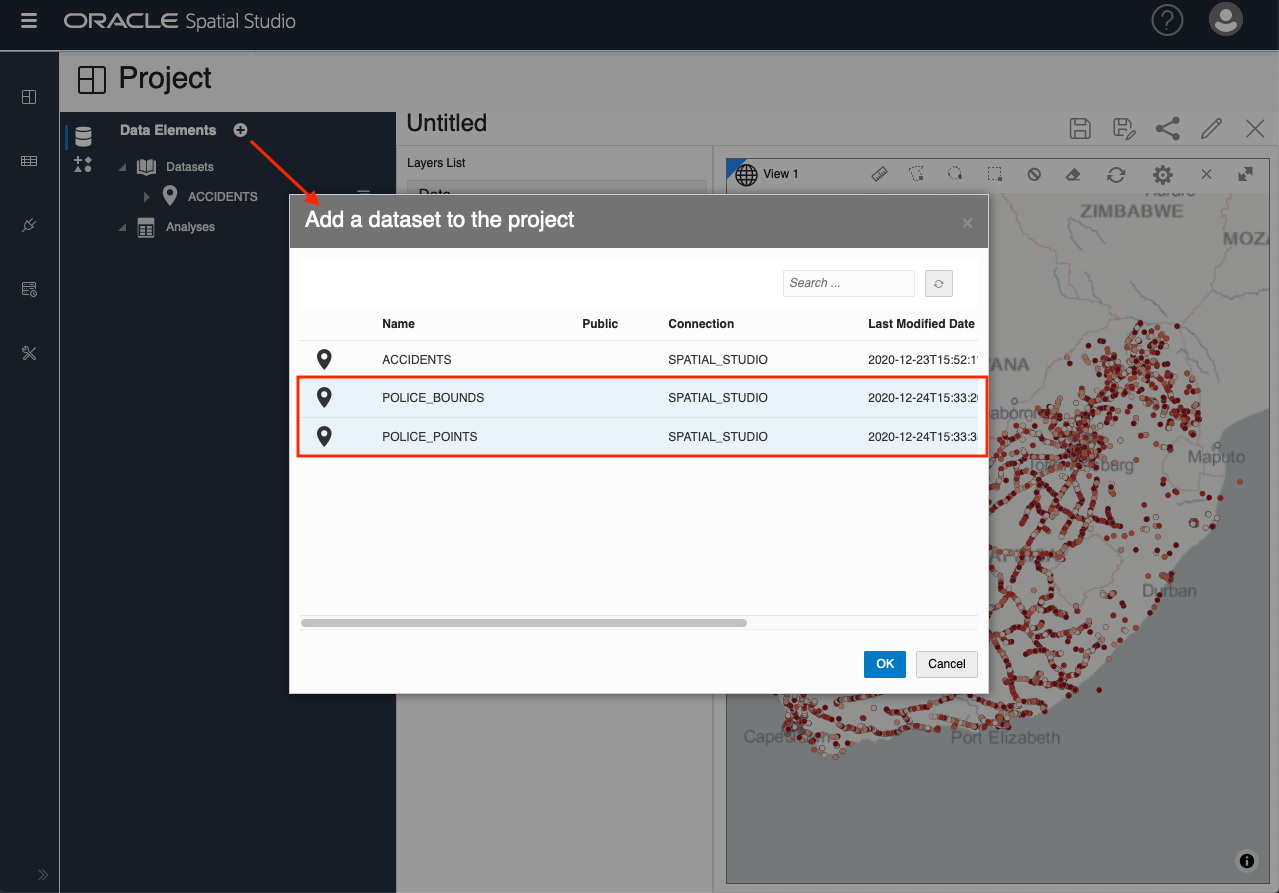 ORACLE Spatial Studio
Project
Data Elements
Datasets
ACCIDENTS
Analyses
Untitled
Layers List
View 1
Add a dataset to the project
Search ...
Name Public Connection Last Modified Date
ACCIDENTS SPATIAL_STUDIO 2020-12-23T15:52:1
POLICE_BOUNDS SPATIAL_STUDIO 2020-12-24T15:33:2
POLICE_POINTS SPATIAL_STUDIO 2020-12-24T15:33:3
OK Cancel
ZIMBABWE
MOZA
ANA
abor
Maputo
Durban
Port Elizabeth